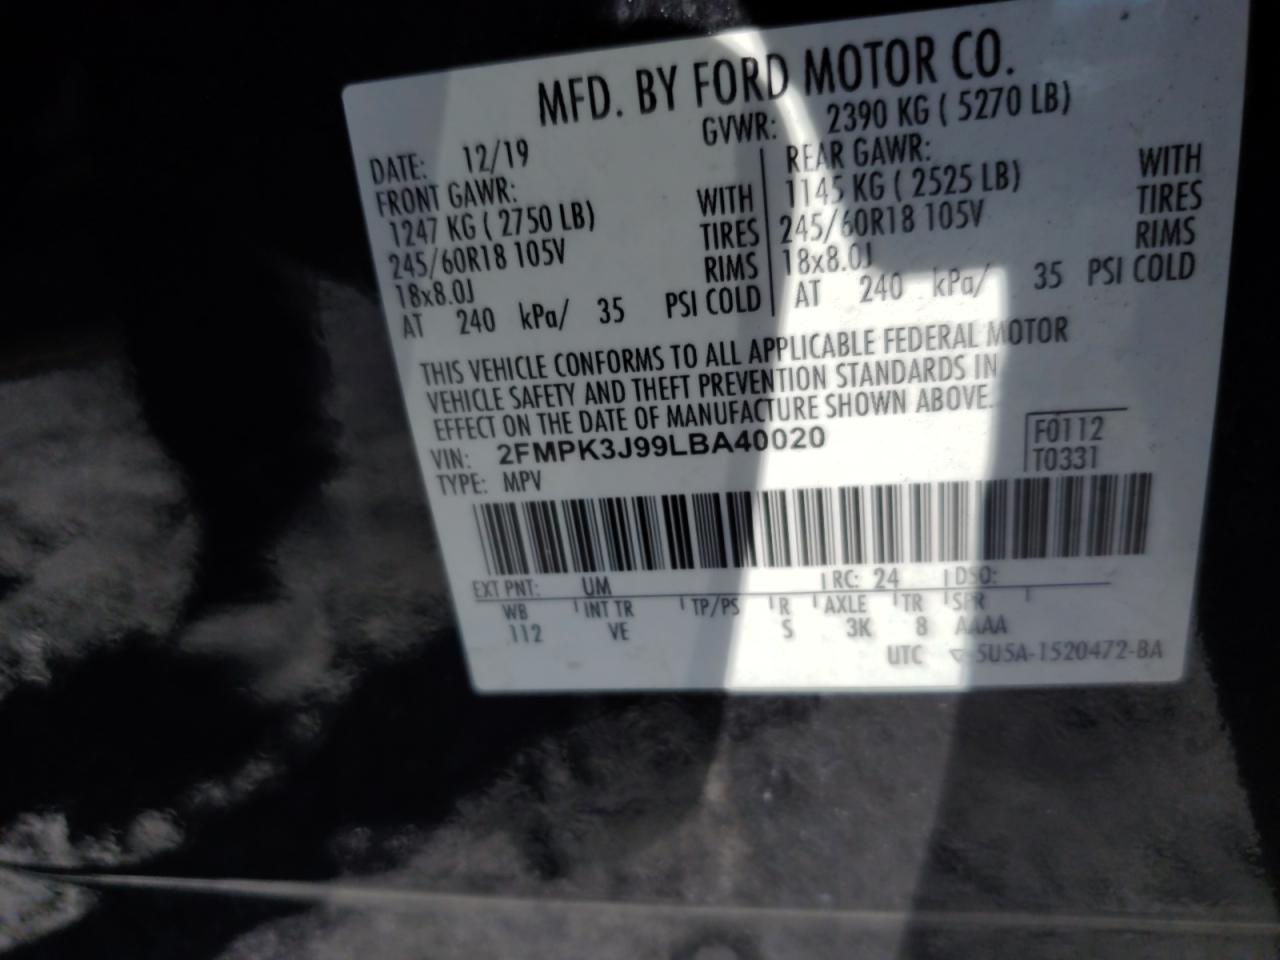 MFD. BY FORD MOTOR CO.
DATE: 12/19 GVWR: 2390 KG ( 5270 LB)
FRONT GAWR: REAR GAWR:
1247 KG ( 2750 LB) WITH 1145 KG ( 2525 LB) WITH
245/60R18 105V TIRES 245/60R18 105V TIRES
18x8.0J RIMS 18x8.0J RIMS
AT 240 kPa/ 35 PSI COLD AT 240 kPa/ 35 PSI COLD
THIS VEHICLE CONFORMS TO ALL APPLICABLE FEDERAL MOTOR
VEHICLE SAFETY AND THEFT PREVENTION STANDARDS IN
EFFECT ON THE DATE OF MANUFACTURE SHOWN ABOVE.
VIN: 2FMPK3J99LBA40020 F0112
TYPE: MPV T0331
EXT PNT: UM RC: 24 DSO:
WB INT TR TP/PS R AXLE TR SPR
112 VE S 3K 8 AAAA
UTC 5U5A-1520472-BA